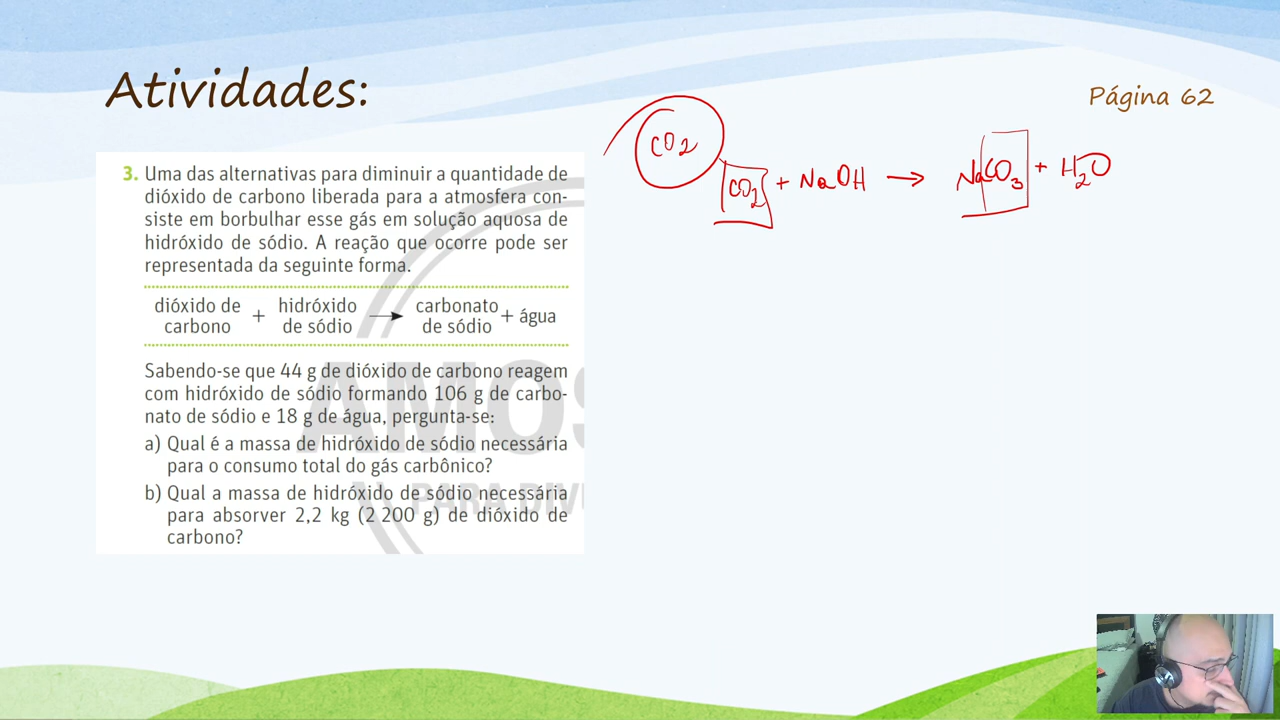 Atividades:
Página 62
CO2
CO2 + NaOH → NaCO3 + H2O
3. Uma das alternativas para diminuir a quantidade de
dióxido de carbono liberada para a atmosfera con-
siste em borbulhar esse gás em solução aquosa de
hidróxido de sódio. A reação que ocorre pode ser
representada da seguinte forma.
dióxido de carbono + hidróxido de sódio → carbonato de sódio + água
Sabendo-se que 44 g de dióxido de carbono reagem
com hidróxido de sódio formando 106 g de carbo-
nato de sódio e 18 g de água, pergunta-se:
a) Qual é a massa de hidróxido de sódio necessária
para o consumo total do gás carbônico?
b) Qual a massa de hidróxido de sódio necessária
para absorver 2,2 kg (2 200 g) de dióxido de
carbono?
AMOS
PARA DIV